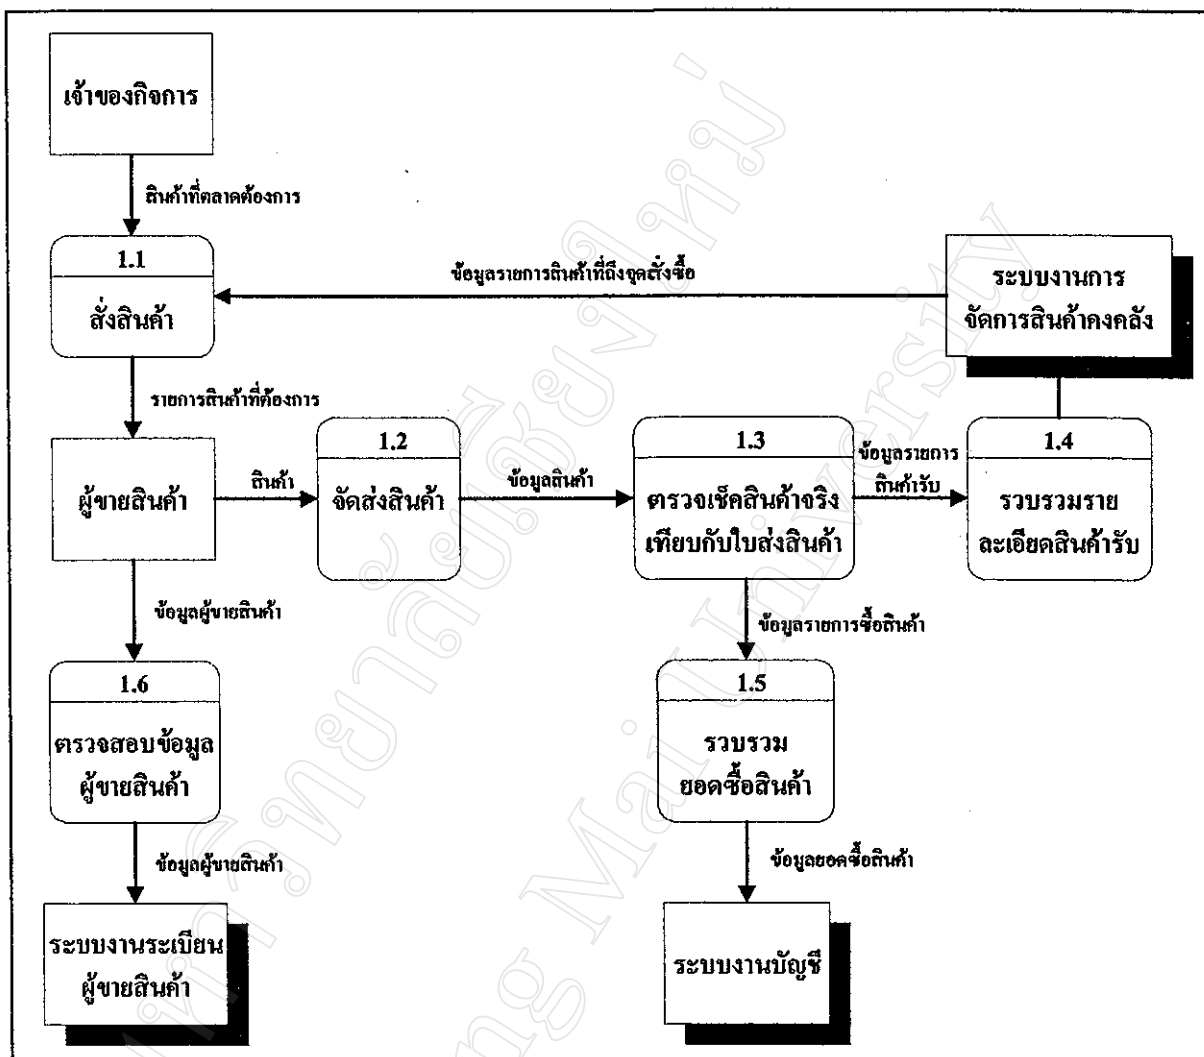 เจ้าของกิจการ
สินค้าที่ตลาดต้องการ
1.1
สั่งสินค้า
ข้อมูลรายการสินค้าที่ถึงจุดสั่งซื้อ
ระบบงานการ
จัดการสินค้าคงคลัง
รายการสินค้าที่ต้องการ
ผู้ขายสินค้า
สินค้า
1.2
จัดส่งสินค้า
ข้อมูลสินค้า
1.3
ตรวจเช็คสินค้าจริง
เทียบกับใบส่งสินค้า
ข้อมูลรายการ
สินค้ารับ
1.4
รวบรวมราย
ละเอียดสินค้ารับ
ข้อมูลผู้ขายสินค้า
ข้อมูลรายการซื้อสินค้า
1.6
ตรวจสอบข้อมูล
ผู้ขายสินค้า
1.5
รวบรวม
ยอดซื้อสินค้า
ข้อมูลผู้ขายสินค้า
ข้อมูลยอดซื้อสินค้า
ระบบงานระเบียน
ผู้ขายสินค้า
ระบบงานบัญชี
วิทยาลัยเชียงใหม่
ng Mai University